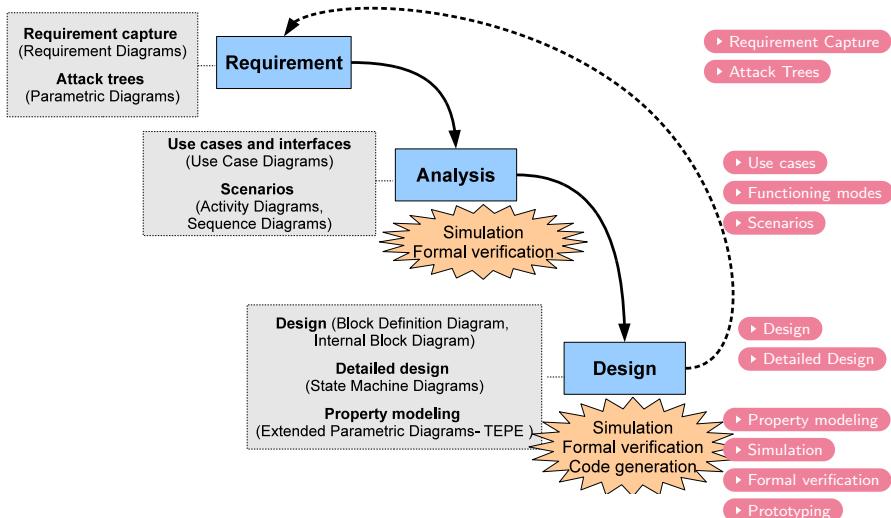 Requirement capture
(Requirement Diagrams)
Attack trees
(Parametric Diagrams)
Requirement
Use cases and interfaces
(Use Case Diagrams)
Scenarios
(Activity Diagrams,
Sequence Diagrams)
Analysis
Simulation
Formal verification
Design (Block Definition Diagram,
Internal Block Diagram)
Detailed design
(State Machine Diagrams)
Property modeling
(Extended Parametric Diagrams- TEPE )
Design
Simulation
Formal verification
Code generation
Requirement Capture
Attack Trees
Use cases
Functioning modes
Scenarios
Design
Detailed Design
Property modeling
Simulation
Formal verification
Prototyping